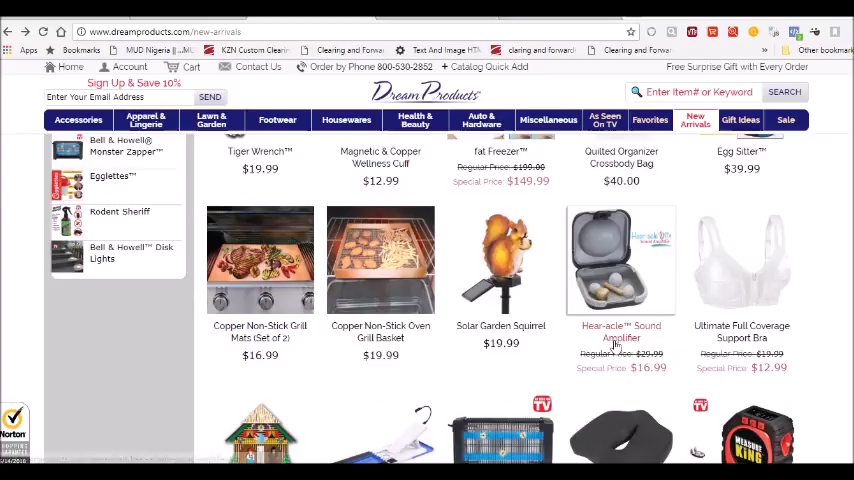 www.dreamproducts.com/new-arrivals
Apps Bookmarks MUD Nigeria || ...MU KZN Custom Clearin Clearing and Forwar Text And Image HTM claring and forward Clearing and Forwar » Other bookmark
Home Account Cart Contact Us Order by Phone 800-530-2852 + Catalog Quick Add Free Surprise Gift with Every Order
Sign Up & Save 10%
Enter Your Email Address SEND
DreamProducts
Enter Item# or Keyword SEARCH
Accessories Apparel & Lingerie Lawn & Garden Footwear Housewares Health & Beauty Auto & Hardware Miscellaneous As Seen On TV Favorites New Arrivals Gift Ideas Sale
Bell & Howell®
Monster Zapper™
Egglettes™
Rodent Sheriff
Bell & Howell™ Disk
Lights
Tiger Wrench™
$19.99
Magnetic & Copper
Wellness Cuff
$12.99
fat Freezer™
Regular Price: $199.00
Special Price: $149.99
Quilted Organizer
Crossbody Bag
$40.00
Egg Sitter™
$39.99
Copper Non-Stick Grill
Mats (Set of 2)
$16.99
Copper Non-Stick Oven
Grill Basket
$19.99
Solar Garden Squirrel
$19.99
Hear-acle™ Sound
Amplifier
Regular Price: $29.99
Special Price: $16.99
Ultimate Full Coverage
Support Bra
Regular Price: $19.99
Special Price: $12.99
TV
TV
MEASURE
KING
Norton